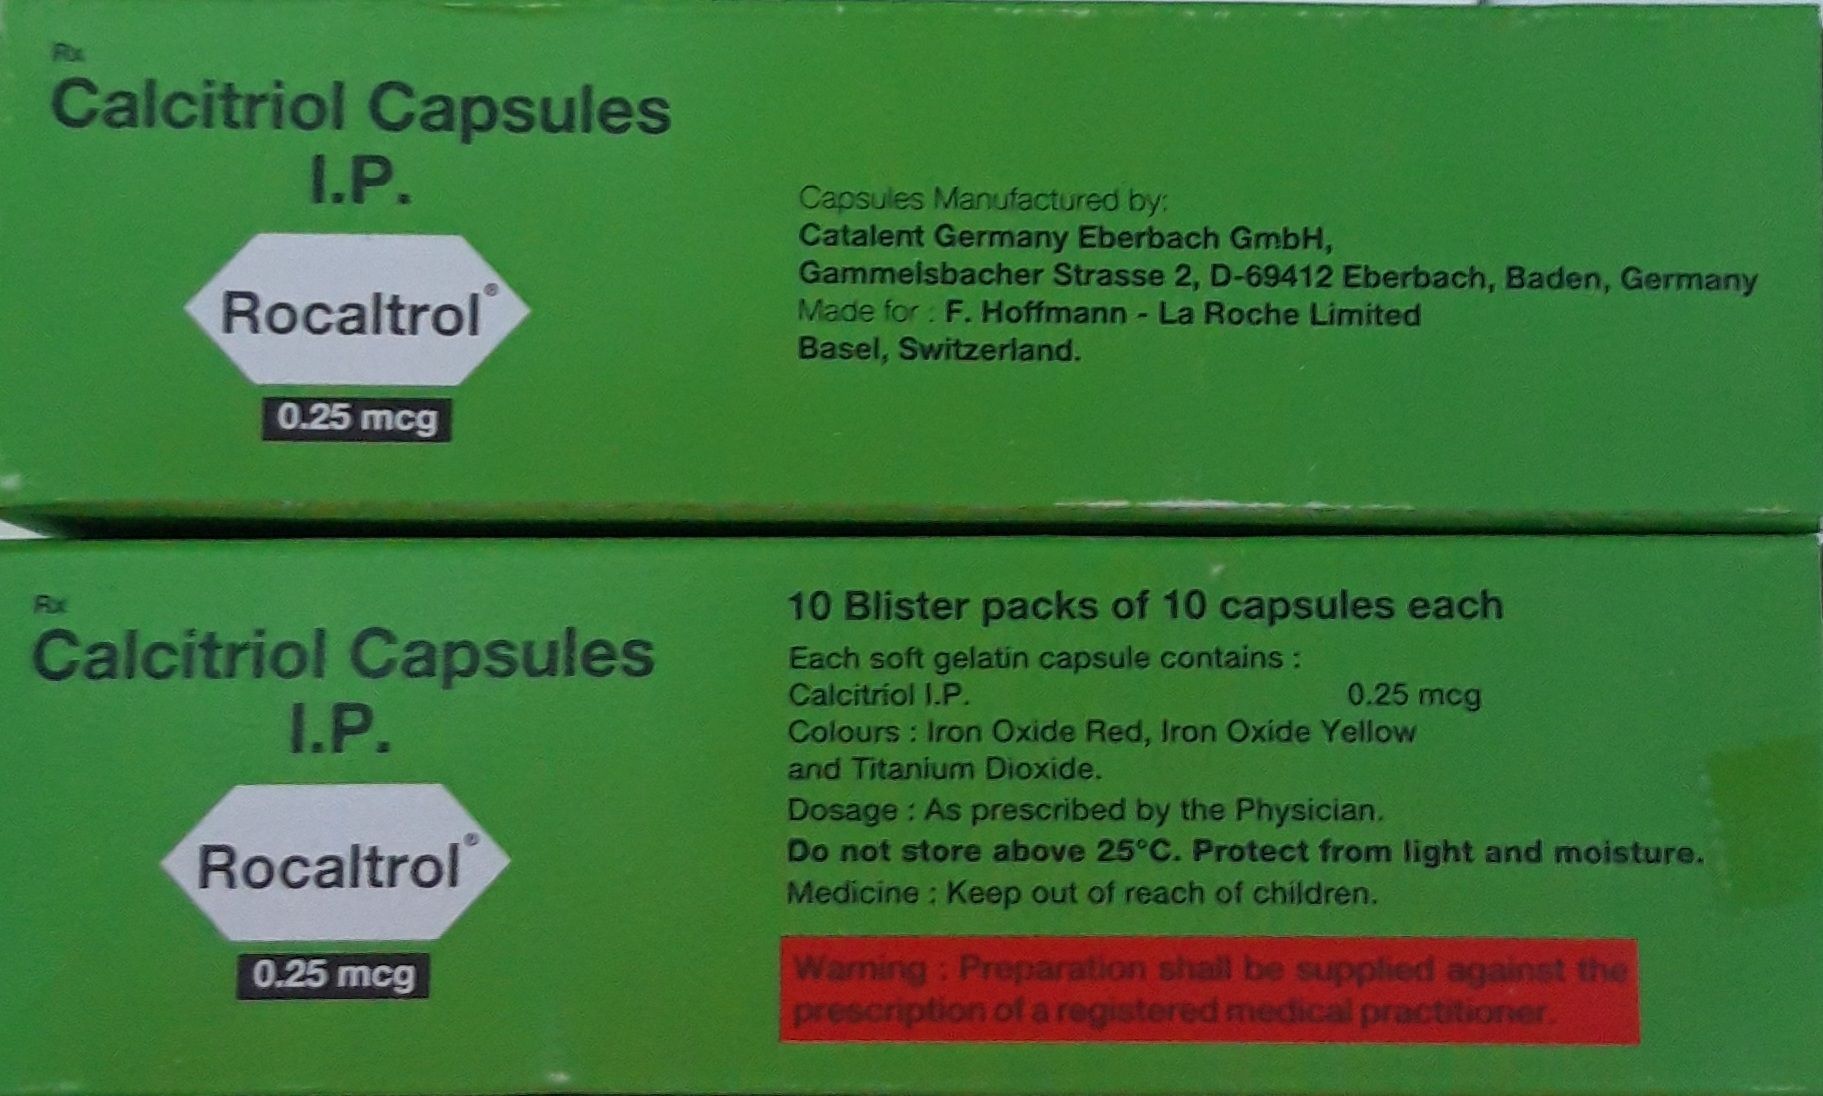 Rx
Calcitriol Capsules
I.P.
Rocaltrol®
0.25 mcg
Capsules Manufactured by:
Catalent Germany Eberbach GmbH,
Gammelsbacher Strasse 2, D-69412 Eberbach, Baden, Germany
Made for : F. Hoffmann - La Roche Limited
Basel, Switzerland.
Rx
Calcitriol Capsules
I.P.
Rocaltrol®
0.25 mcg
10 Blister packs of 10 capsules each
Each soft gelatin capsule contains :
Calcitriol I.P. 0.25 mcg
Colours : Iron Oxide Red, Iron Oxide Yellow
and Titanium Dioxide.
Dosage : As prescribed by the Physician.
Do not store above 25°C. Protect from light and moisture.
Medicine : Keep out of reach of children.
Warning : Preparation shall be supplied against the
prescription of a registered medical practitioner.